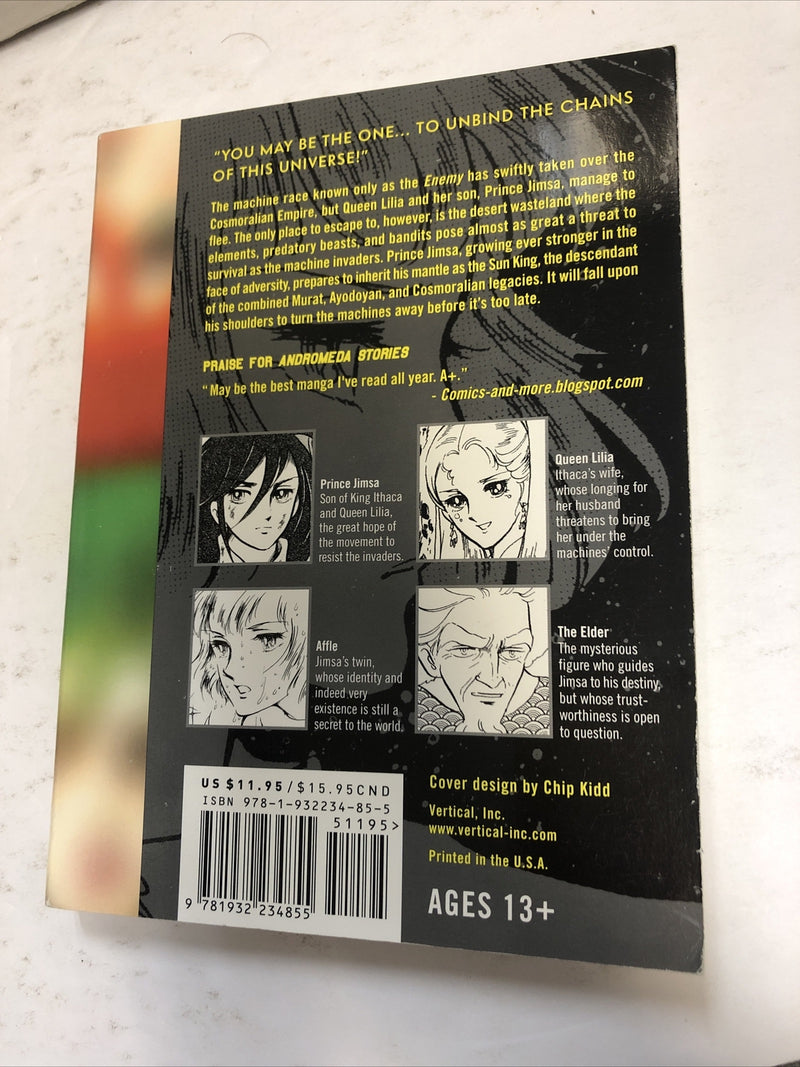 "YOU MAY BE THE ONE... TO UNBIND THE CHAINS
OF THIS UNIVERSE!"
The machine race known only as the Enemy has swiftly taken over the
Cosmoralian Empire, but Queen Lilia and her son, Prince Jimsa, manage to
flee. The only place to escape to, however, is the desert wasteland where the
elements, predatory beasts, and bandits pose almost as great a threat to
survival as the machine invaders. Prince Jimsa, growing ever stronger in the
face of adversity, prepares to inherit his mantle as the Sun King, the descendant
of the combined Murat, Ayodoyan, and Cosmoralian legacies. It will fall upon
his shoulders to turn the machines away before it's too late.
PRAISE FOR ANDROMEDA STORIES
"May be the best manga I've read all year. A+."
- Comics-and-more.blogspot.com
Prince Jimsa
Son of King Ithaca
and Queen Lilia,
the great hope of
the movement to
resist the invaders.
Queen Lilia
Ithaca's wife,
whose longing for
her husband
threatens to bring
her under the
machines' control.
Affle
Jimsa's twin,
whose identity and
indeed very
existence is still a
secret to the world.
The Elder
The mysterious
figure who guides
Jimsa to his destiny,
but whose trust-
worthiness is open
to question.
US $11.95/$15.95CND
ISBN 978-1-932234-85-5
51195>
9 781932 234855
Cover design by Chip Kidd
Vertical, Inc.
www.vertical-inc.com
Printed in the U.S.A.
AGES 13+